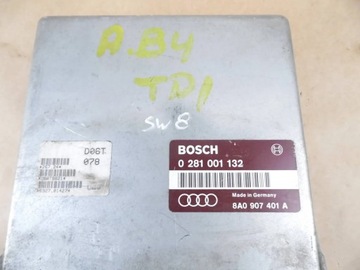 A B4
TDI
SW 8
D06T
078
BOSCH
0 281 001 132
Made in Germany
8A0 907 401 A